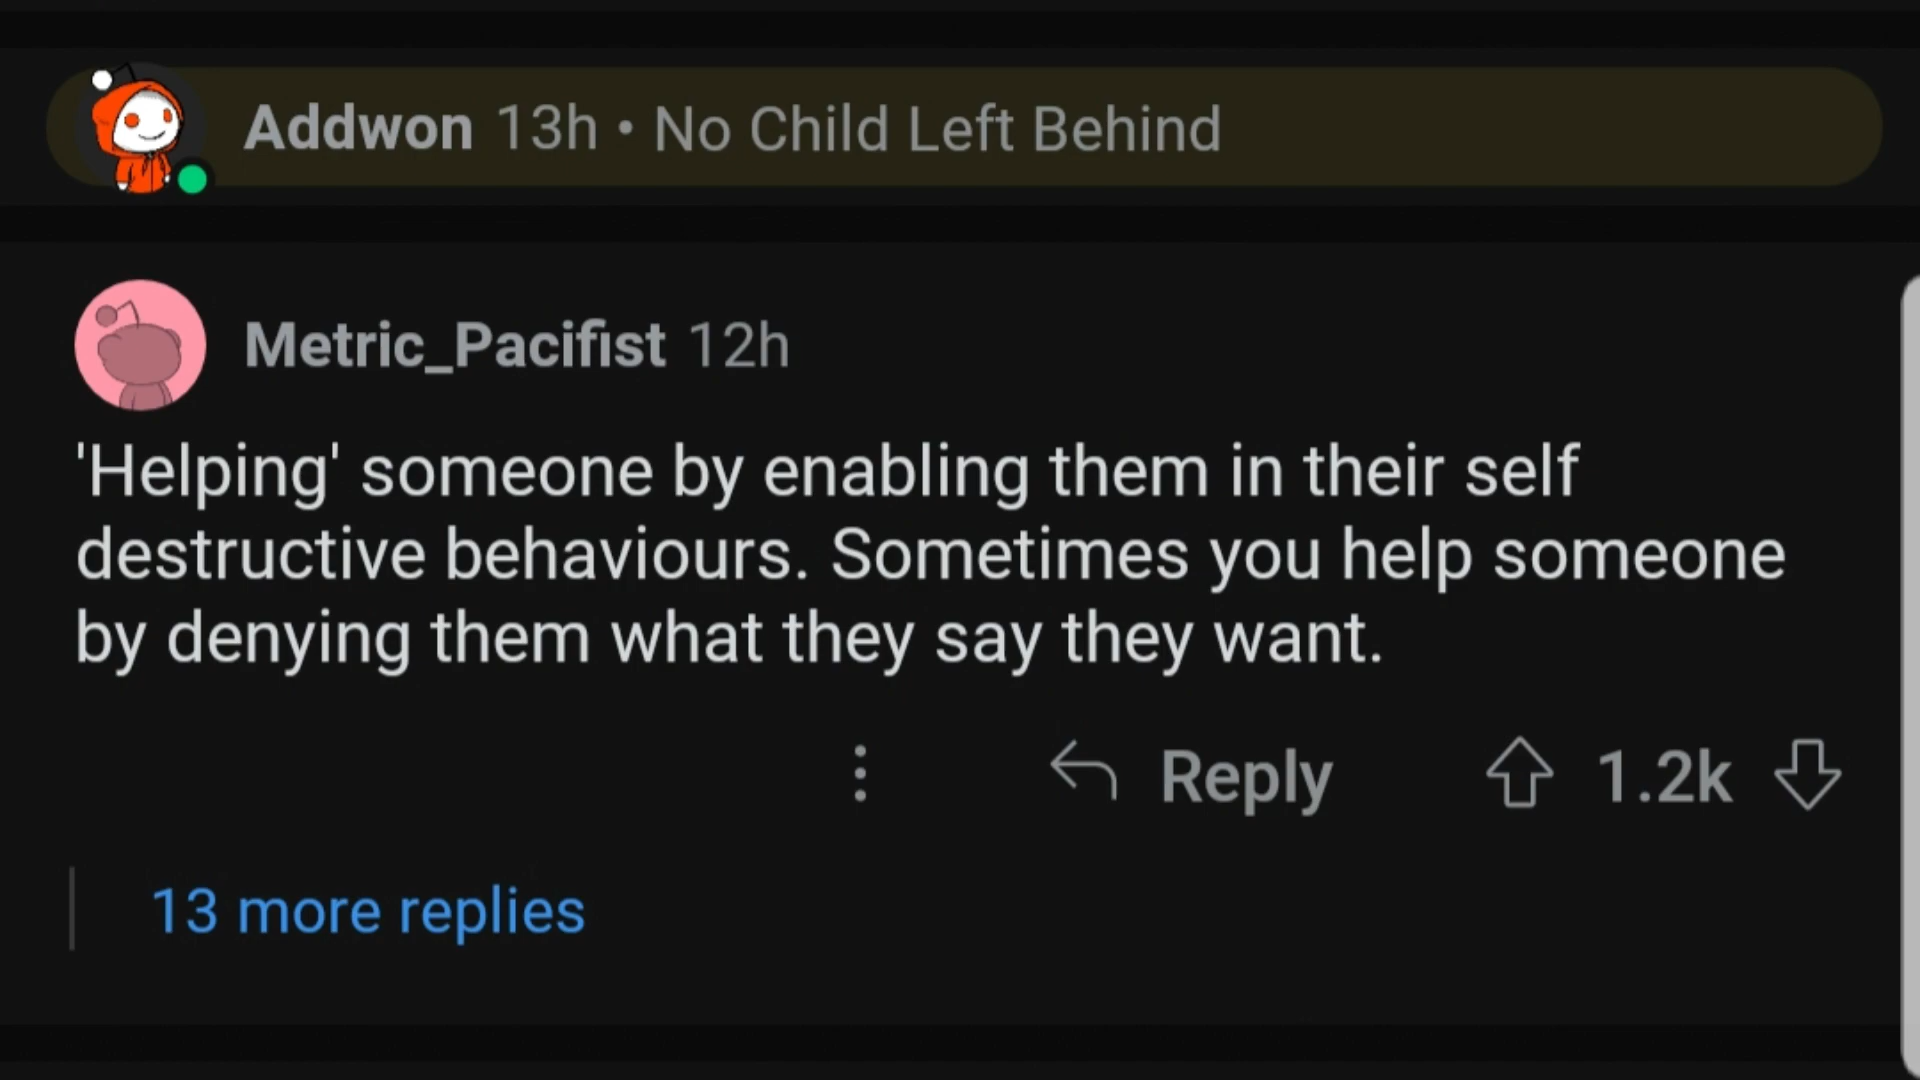 Addwon 13h • No Child Left Behind
Metric_Pacifist 12h
'Helping' someone by enabling them in their self
destructive behaviours. Sometimes you help someone
by denying them what they say they want.
Reply 1.2k
13 more replies